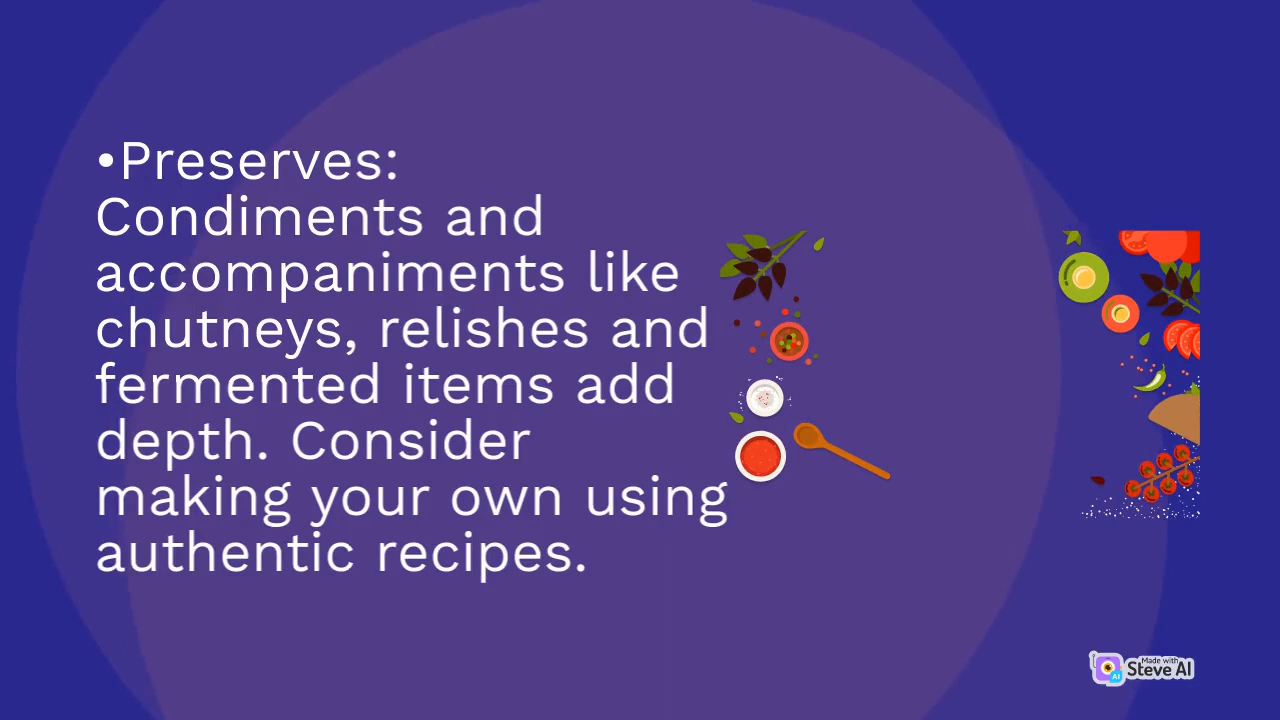 •Preserves:
Condiments and
accompaniments like
chutneys, relishes and
fermented items add
depth. Consider
making your own using
authentic recipes.
Made with
Steve AI
AI